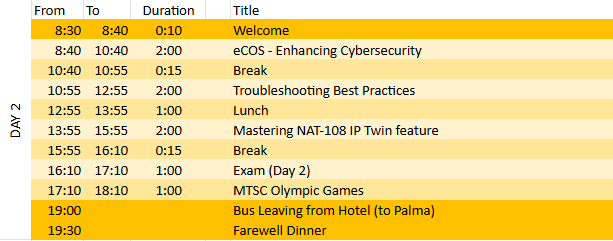 From To Duration Title
8:30 8:40 0:10 Welcome
8:40 10:40 2:00 eCOS - Enhancing Cybersecurity
10:40 10:55 0:15 Break
10:55 12:55 2:00 Troubleshooting Best Practices
12:55 13:55 1:00 Lunch
13:55 15:55 2:00 Mastering NAT-108 IP Twin feature
15:55 16:10 0:15 Break
16:10 17:10 1:00 Exam (Day 2)
17:10 18:10 1:00 MTSC Olympic Games
19:00 Bus Leaving from Hotel (to Palma)
19:30 Farewell Dinner
DAY 2